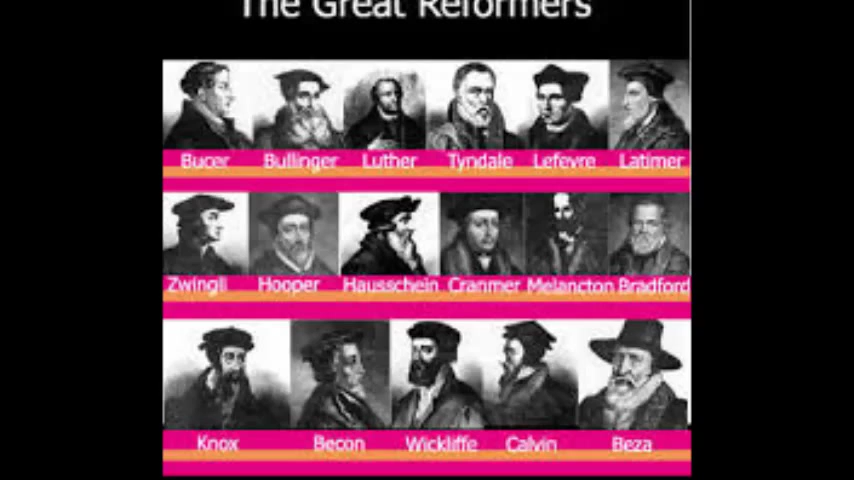 The Great Reformers
Bucer Bullinger Luther Tyndale Lefevre Latimer
Zwingli Hooper Hausschein Cranmer Melancton Bradford
Knox Becon Wickliffe Calvin Beza